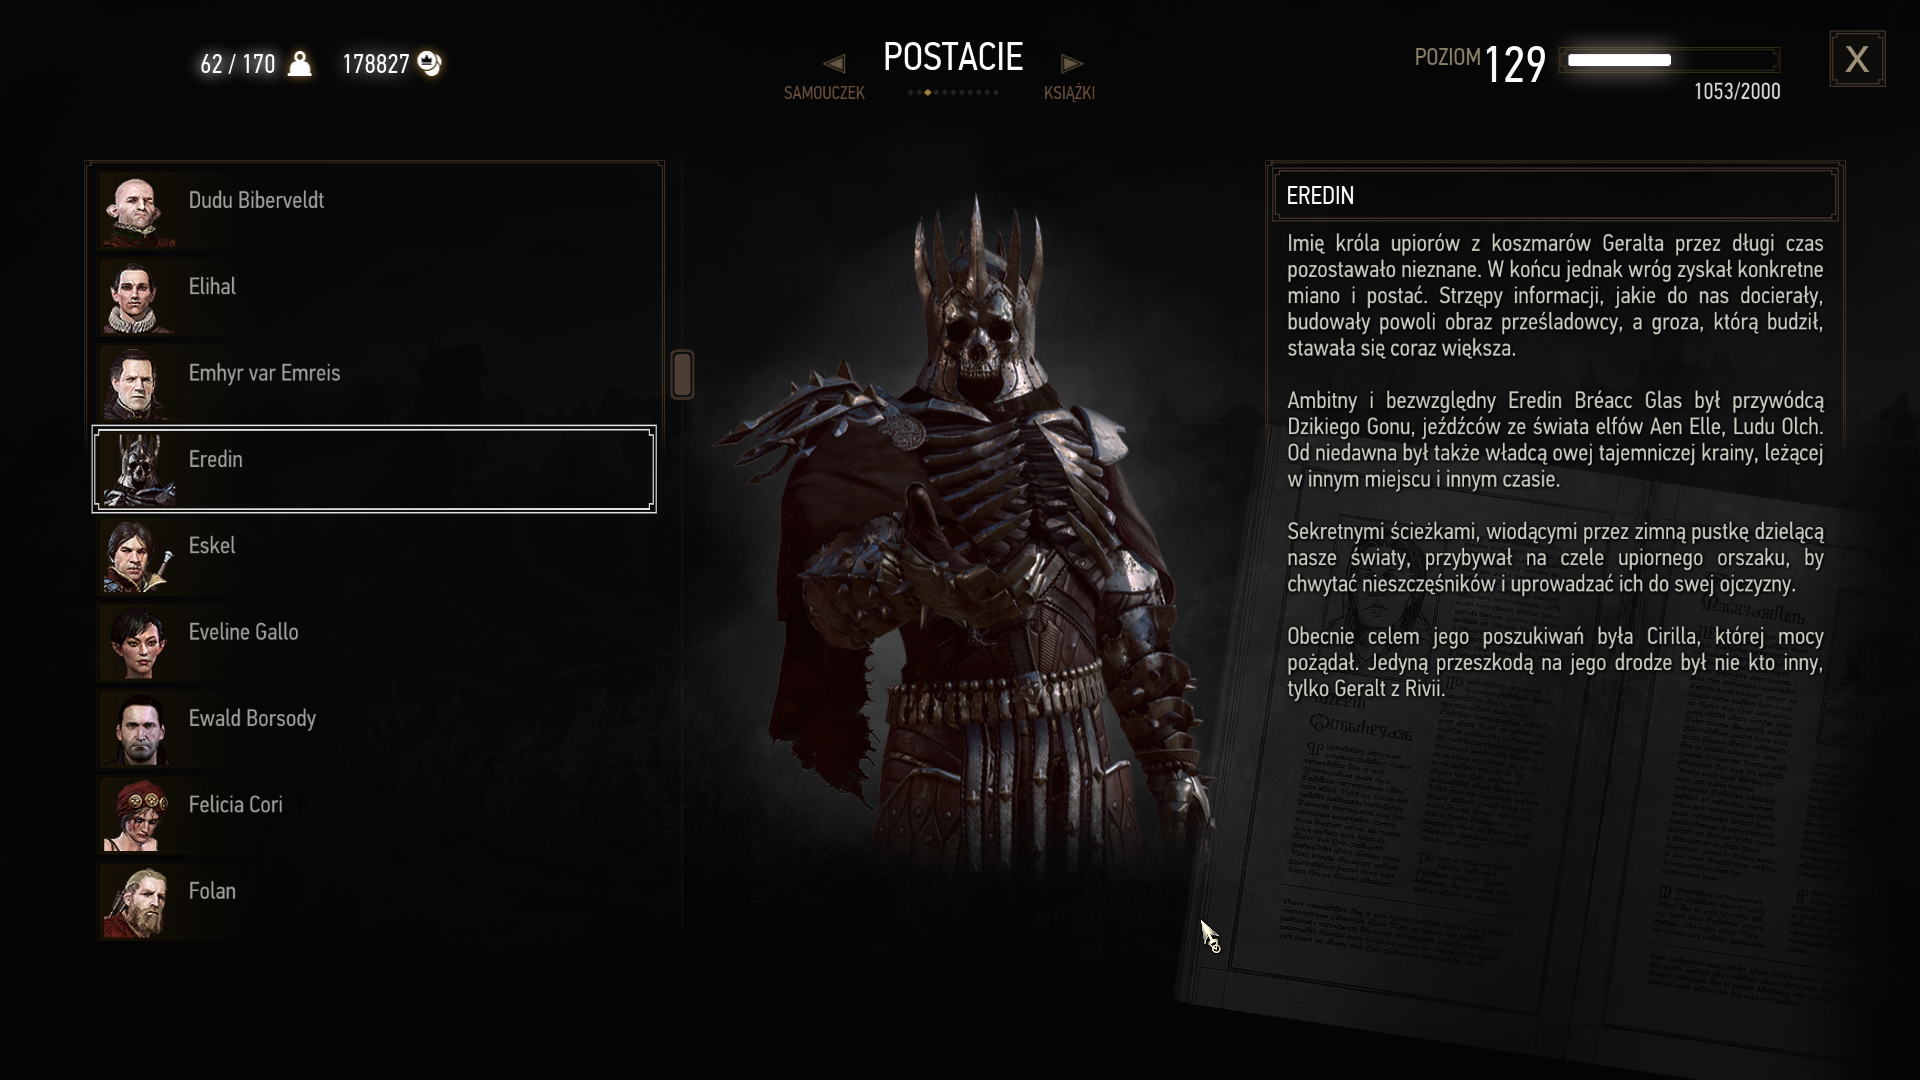 62 / 170
178827
POSTACIE
SAMOUCZEK
KSIĄŻKI
POZIOM 129
1053/2000
X
Dudu Biberveldt
Elihal
Emhyr var Emreis
Eredin
Eskel
Eveline Gallo
Ewald Borsody
Felicia Cori
Folan
EREDIN
Imię króla upiorów z koszmarów Geralta przez długi czas
pozostawało nieznane. W końcu jednak wróg zyskał konkretne
miano i postać. Strzępy informacji, jakie do nas docierały,
budowały powoli obraz prześladowcy, a groza, którą budził,
stawała się coraz większa.
Ambitny i bezwzględny Eredin Bréacc Glas był przywódcą
Dzikiego Gonu, jeźdźców ze świata elfów Aen Elle, Ludu Olch.
Od niedawna był także władcą owej tajemniczej krainy, leżącej
w innym miejscu i innym czasie.
Sekretnymi ścieżkami, wiodącymi przez zimną pustkę dzielącą
nasze światy, przybywał na czele upiornego orszaku, by
chwytać nieszczęśników i uprowadzać ich do swej ojczyzny.
Obecnie celem jego poszukiwań była Cirilla, której mocy
pożądał. Jedyną przeszkodą na jego drodze był nie kto inny,
tylko Geralt z Rivii.